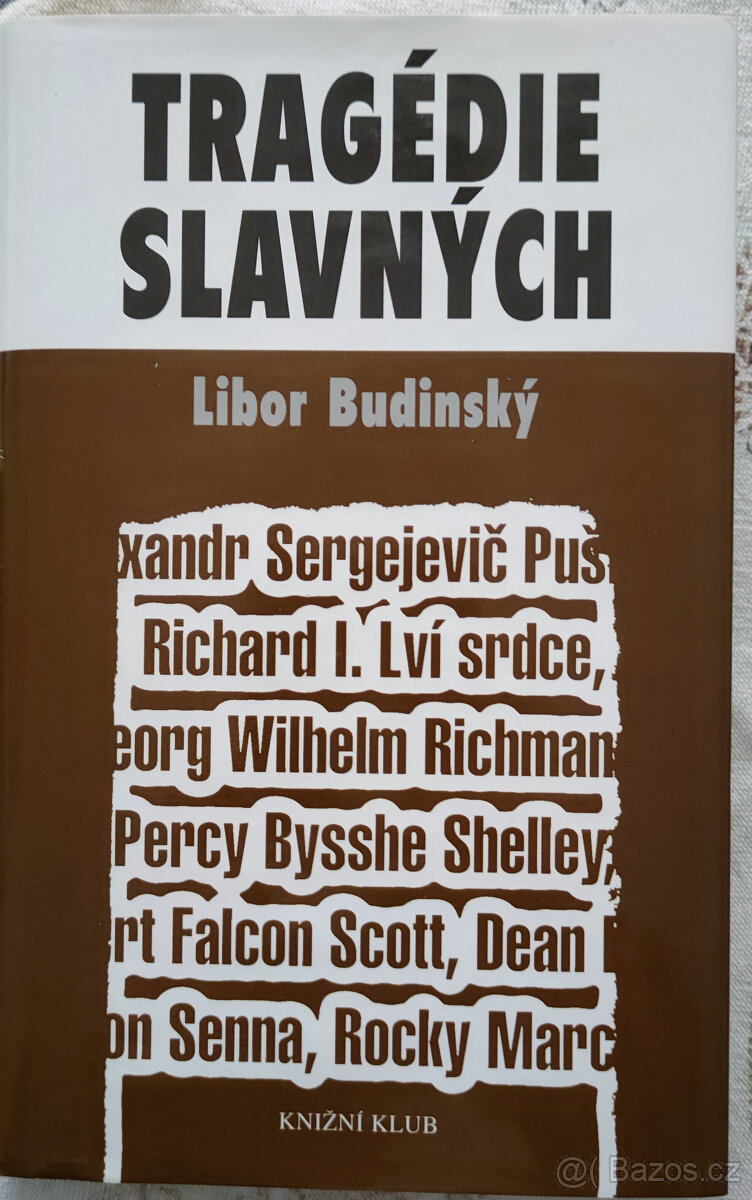 TRAGÉDIE
SLAVNÝCH
Libor Budinský
xandr Sergejevič Puš
Richard I. Lví srdce,
eorg Wilhelm Richman
Percy Bysshe Shelley,
rt Falcon Scott, Dean
on Senna, Rocky Marc
KNIŽNÍ KLUB
@( Bazos.cz